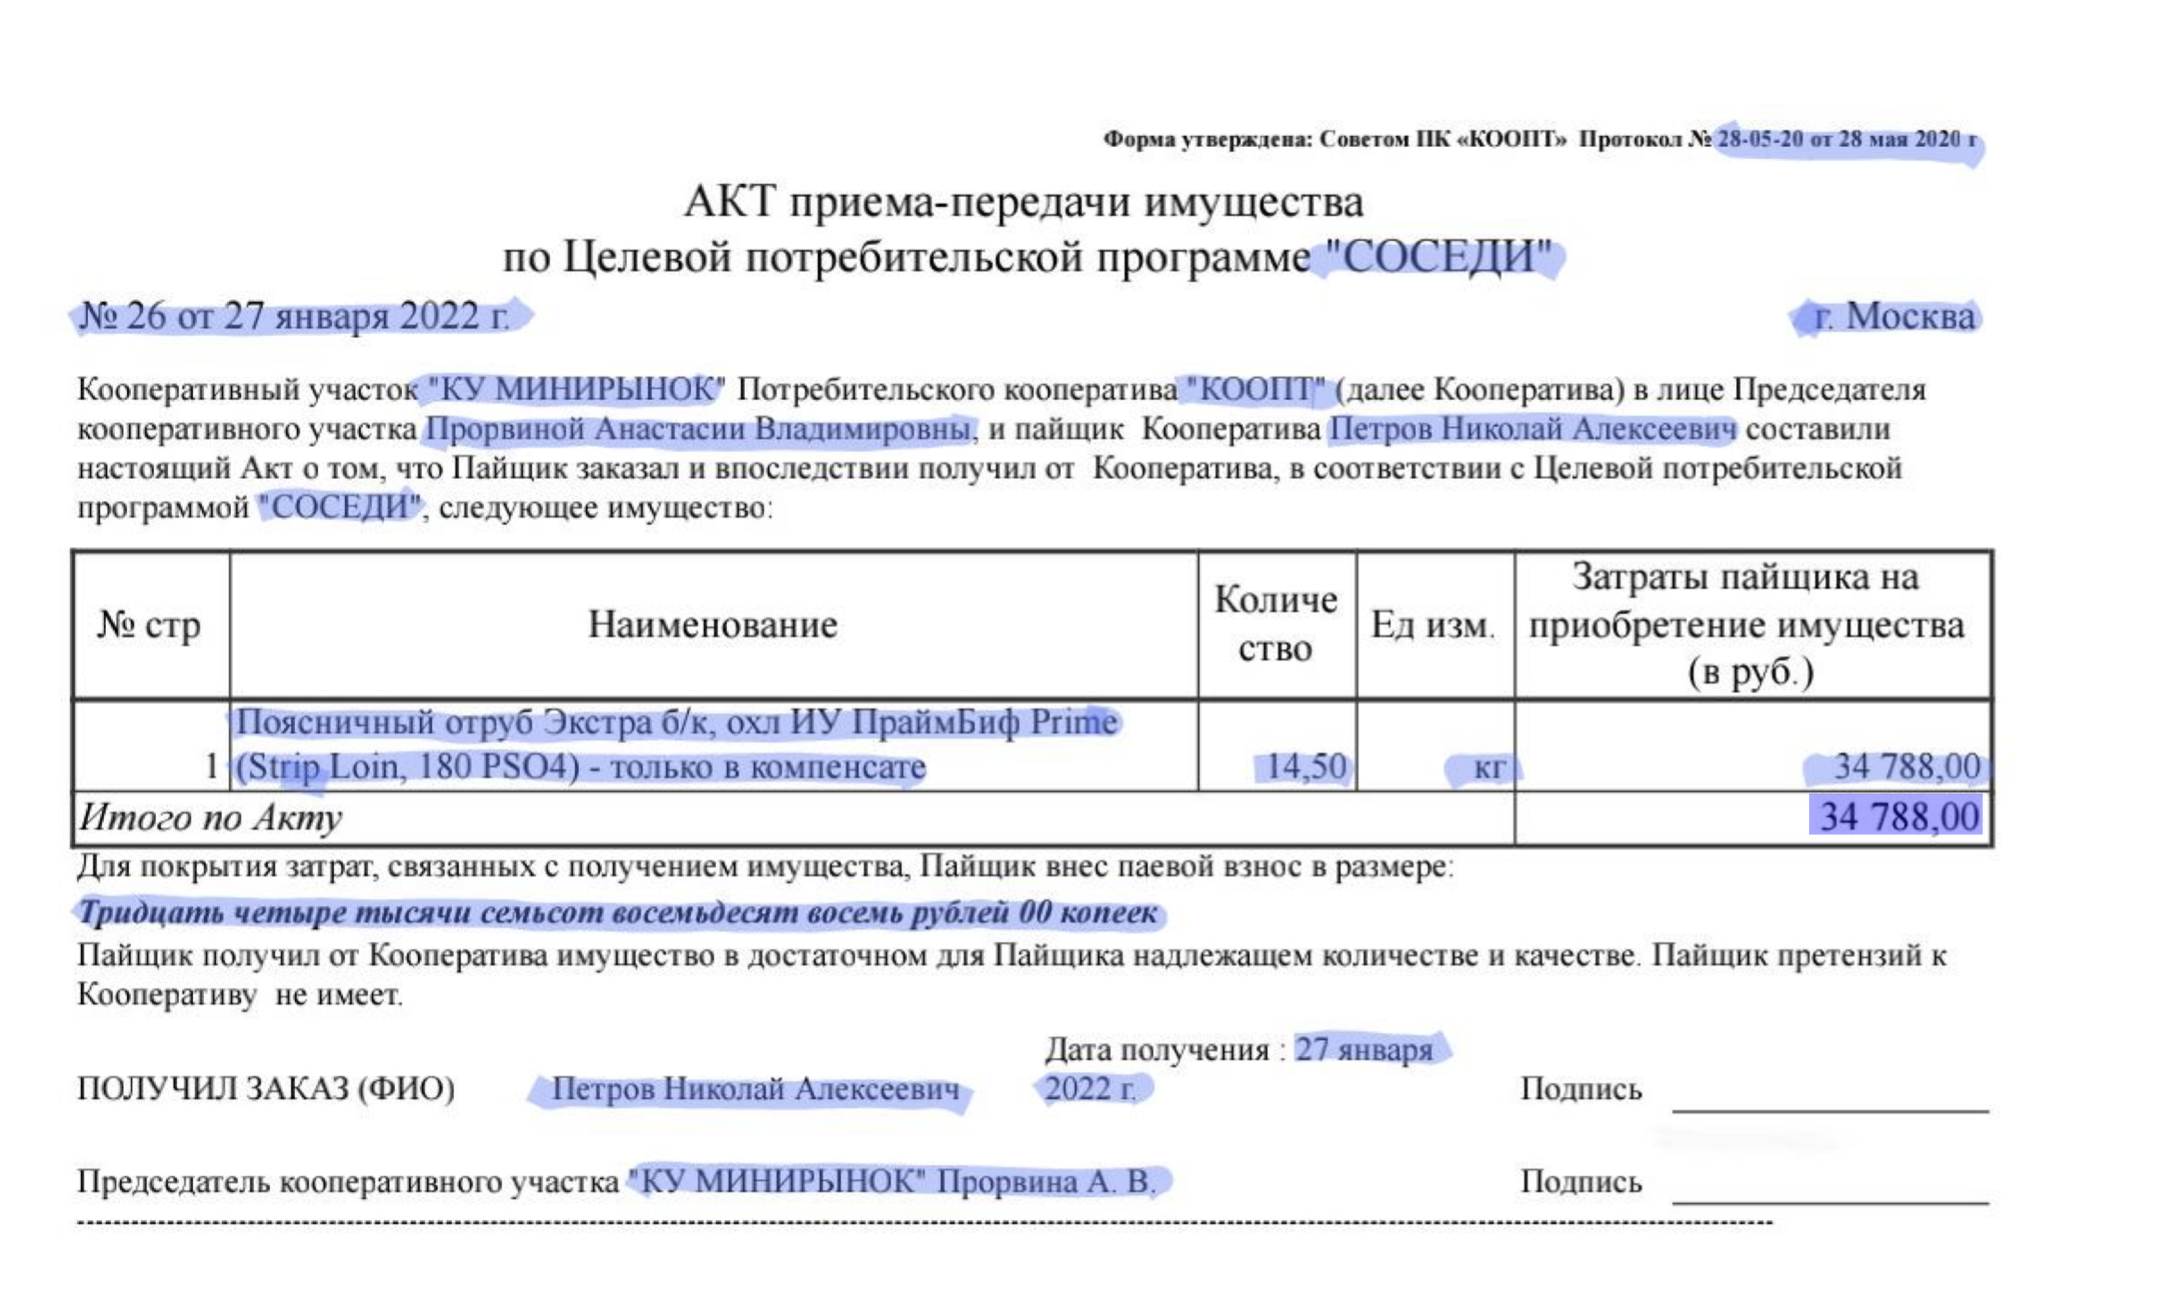 Форма утверждена: Советом ПК «КООПТ» Протокол № 28-05-20 от 28 мая 2020 г
АКТ приема-передачи имущества
по Целевой потребительской программе "СОСЕДИ"
№ 26 от 27 января 2022 г.
г. Москва
Кооперативный участок "КУ МИНИРЫНОК" Потребительского кооператива "КООПТ" (далее Кооператива) в лице Председателя
кооперативного участка Прорвиной Анастасии Владимировны, и пайщик Кооператива Петров Николай Алексеевич составили
настоящий Акт о том, что Пайщик заказал и впоследствии получил от Кооператива, в соответствии с Целевой потребительской
программой "СОСЕДИ", следующее имущество:
№ стр
Наименование
Количе
ство
Ед изм.
Затраты пайщика на
приобретение имущества
(в руб.)
Поясничный отруб Экстра б/к, охл ИУ ПраймБиф Prime
1 (Strip Loin, 180 PSO4) - только в компенсате 14,50 кг 34 788,00
Итого по Акту 34 788,00
Для покрытия затрат, связанных с получением имущества, Пайщик внес паевой взнос в размере:
Тридцать четыре тысячи семьсот восемьдесят восемь рублей 00 копеек
Пайщик получил от Кооператива имущество в достаточном для Пайщика надлежащем количестве и качестве. Пайщик претензий к
Кооперативу не имеет.
Дата получения : 27 января
ПОЛУЧИЛ ЗАКАЗ (ФИО) Петров Николай Алексеевич 2022 г. Подпись
Председатель кооперативного участка "КУ МИНИРЫНОК" Прорвина А. В. Подпись